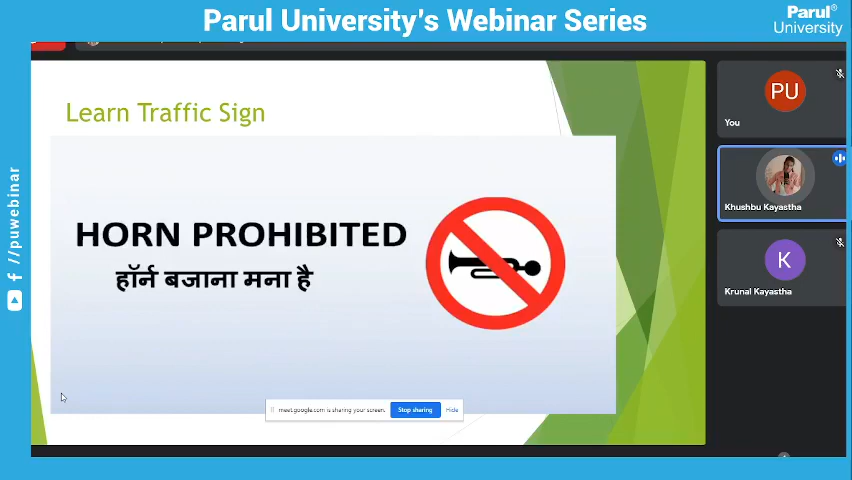 Parul University's Webinar Series
Parul®
University
//puwebinar
Learn Traffic Sign
HORN PROHIBITED
हॉर्न बजाना मना है
meet.google.com is sharing your screen.
Stop sharing
Hide
PU
You
Khushbu Kayastha
K
Krunal Kayastha